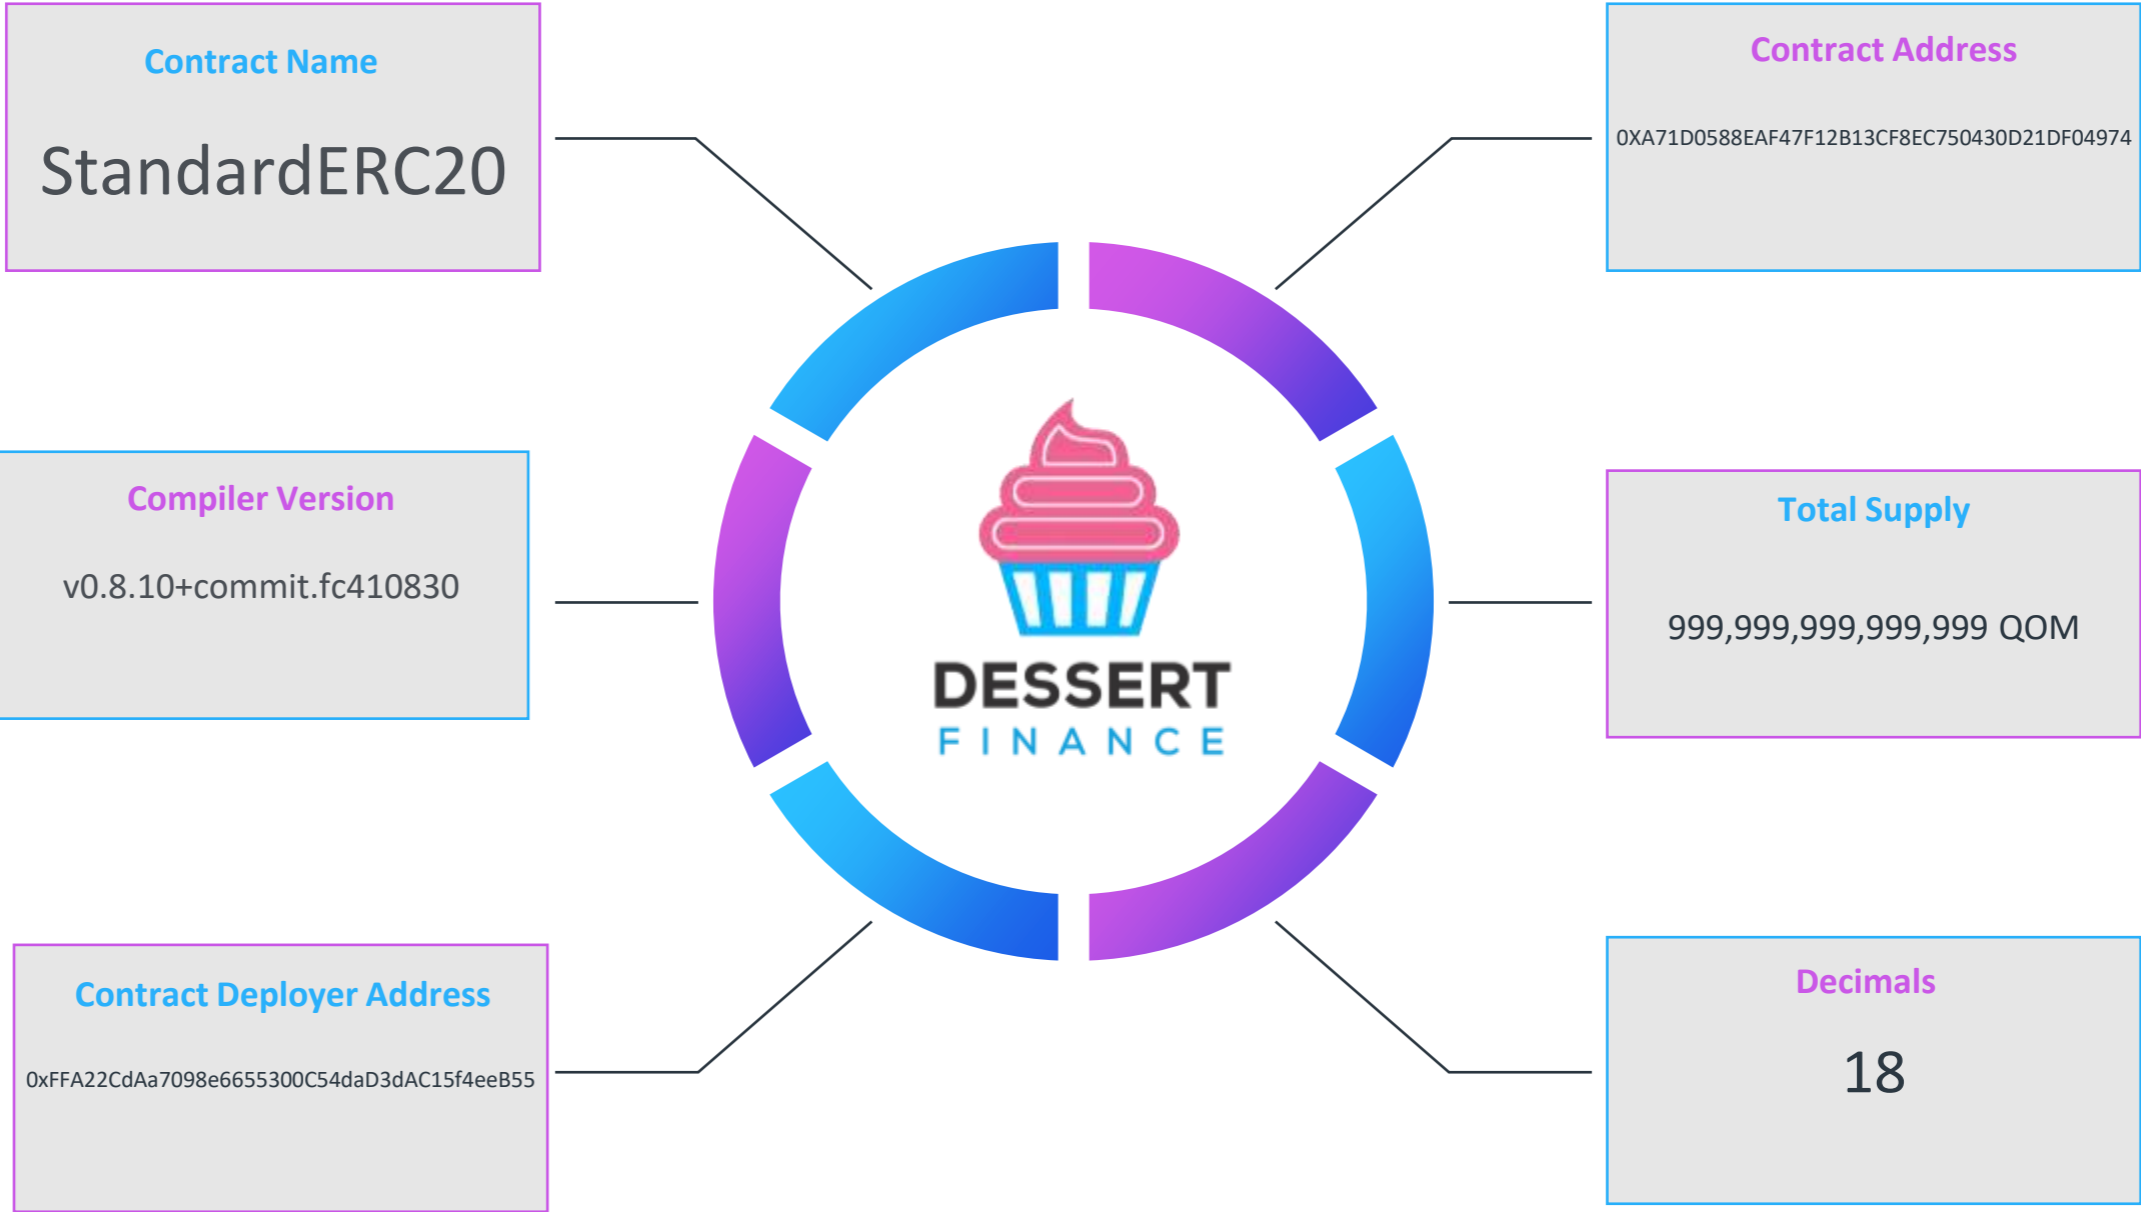 Contract Name
StandardERC20
Contract Address
0XA71D0588EAF47F12B13CF8EC750430D21DF04974
Compiler Version
v0.8.10+commit.fc410830
DESSERT
FINANCE
Total Supply
999,999,999,999,999 QOM
Contract Deployer Address
0xFFA22CdAa7098e6655300C54daD3dAC15f4eeB55
Decimals
18